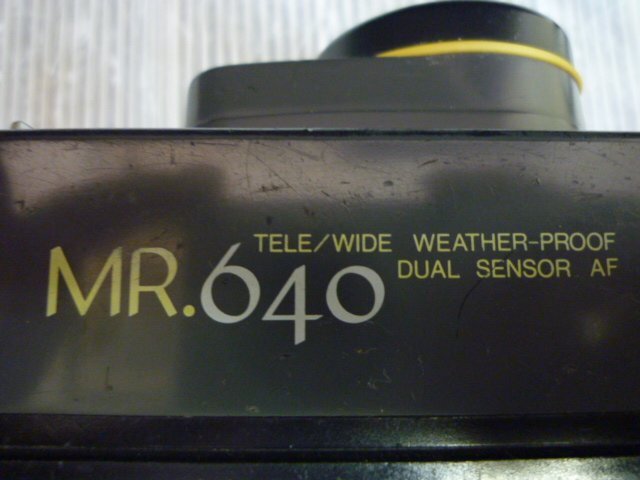 TELE/WIDE WEATHER-PROOF
MR.640 DUAL SENSOR AF